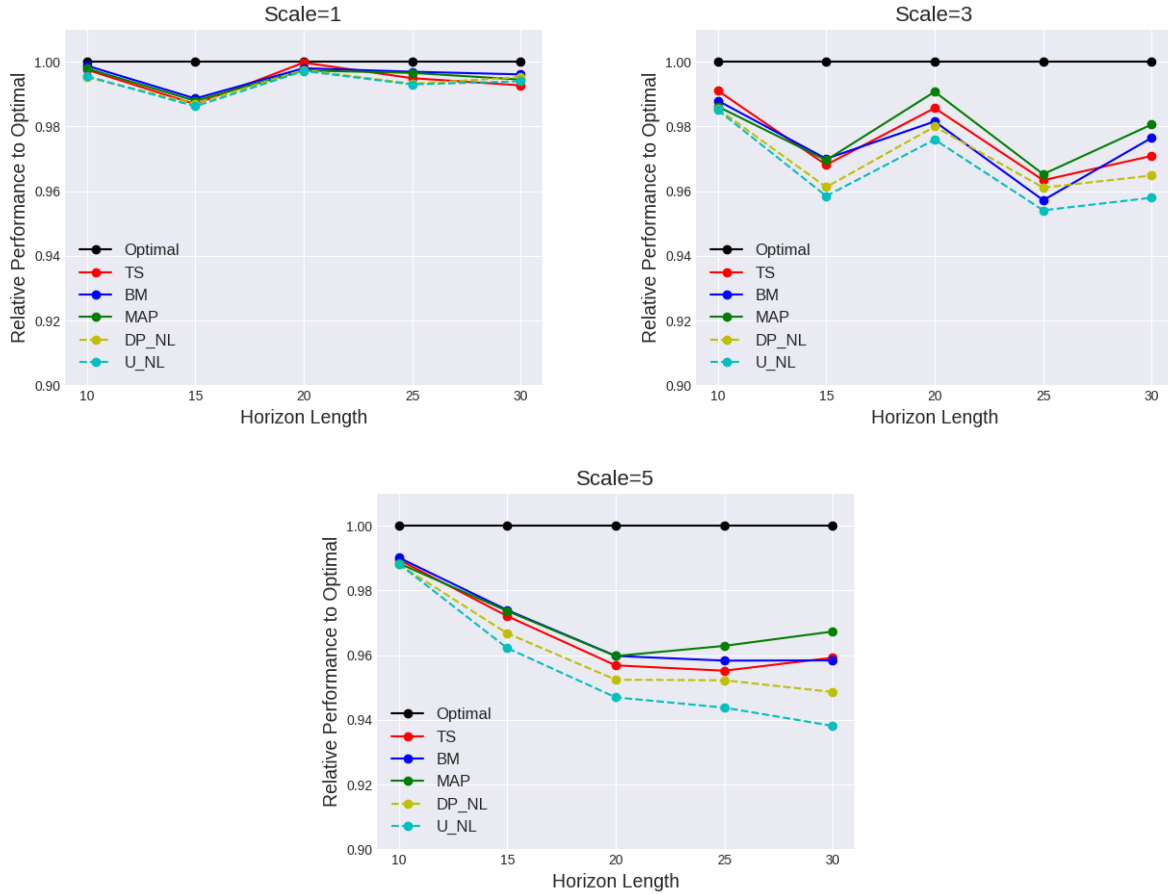 Scale=1
Relative Performance to Optimal
1.00
0.98
0.96
0.94
0.92
0.90
Optimal
TS
BM
MAP
DP_NL
U_NL
10 15 20 25 30
Horizon Length
Scale=3
Relative Performance to Optimal
1.00
0.98
0.96
0.94
0.92
0.90
Optimal
TS
BM
MAP
DP_NL
U_NL
10 15 20 25 30
Horizon Length
Scale=5
Relative Performance to Optimal
1.00
0.98
0.96
0.94
0.92
0.90
Optimal
TS
BM
MAP
DP_NL
U_NL
10 15 20 25 30
Horizon Length